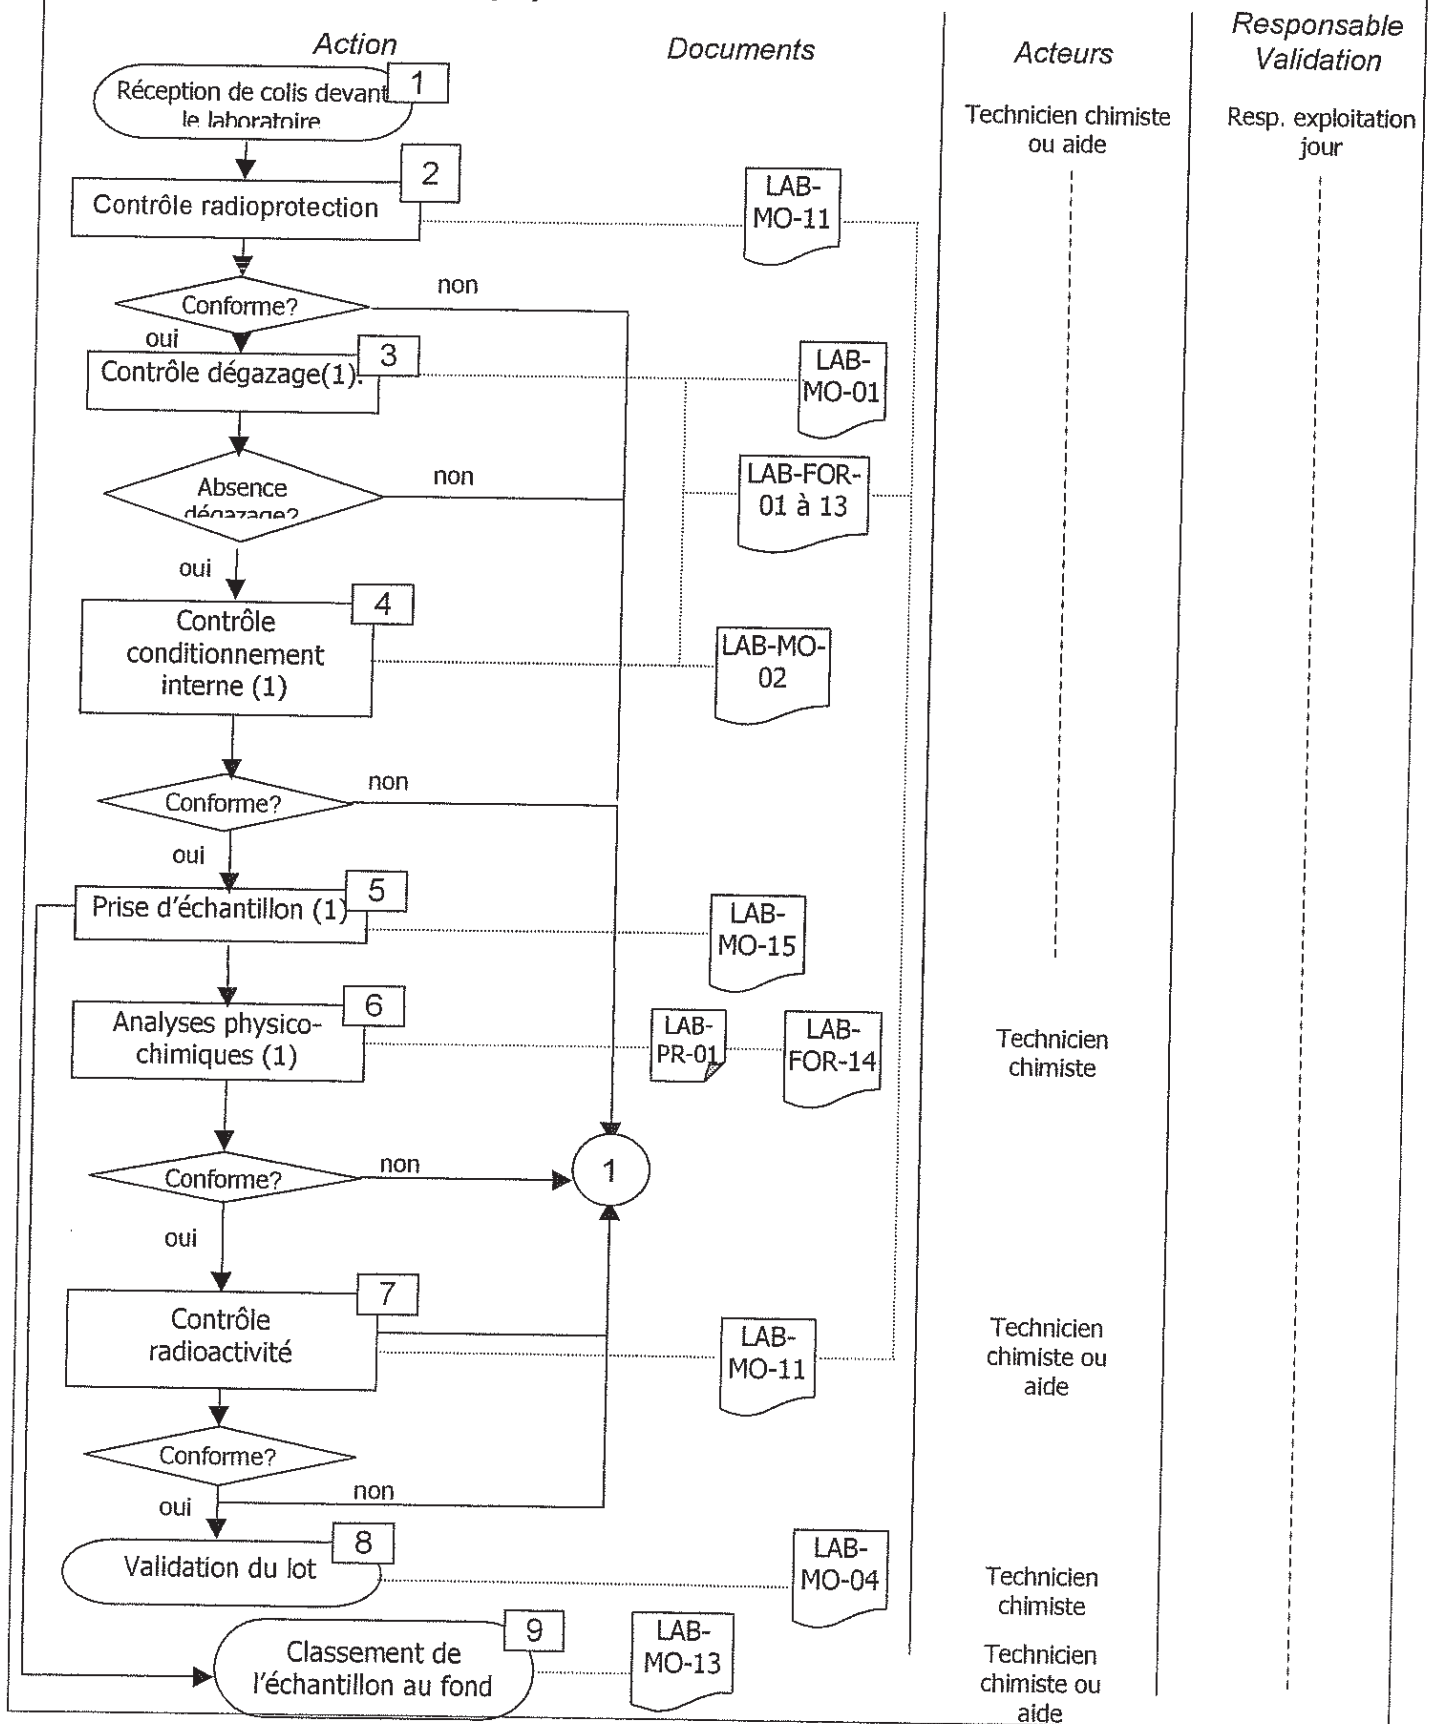 Action
Documents
Acteurs
Responsable
Validation
Réception de colis devant
le laboratoire
1
Technicien chimiste
ou aide
Resp. exploitation
jour
2
Contrôle radioprotection
LAB-
MO-11
Conforme?
non
oui
3
Contrôle dégazage(1).
LAB-
MO-01
Absence
dégazage?
non
LAB-FOR-
01 à 13
oui
4
Contrôle
conditionnement
interne (1)
LAB-MO-
02
Conforme?
non
oui
5
Prise d'échantillon (1)
LAB-
MO-15
6
Analyses physico-
chimiques (1)
LAB-
PR-01
LAB-
FOR-14
Technicien
chimiste
Conforme?
non
1
oui
7
Contrôle
radioactivité
LAB-
MO-11
Technicien
chimiste ou
aide
Conforme?
non
oui
8
Validation du lot
LAB-
MO-04
Technicien
chimiste
9
Classement de
l'échantillon au fond
LAB-
MO-13
Technicien
chimiste ou
aide